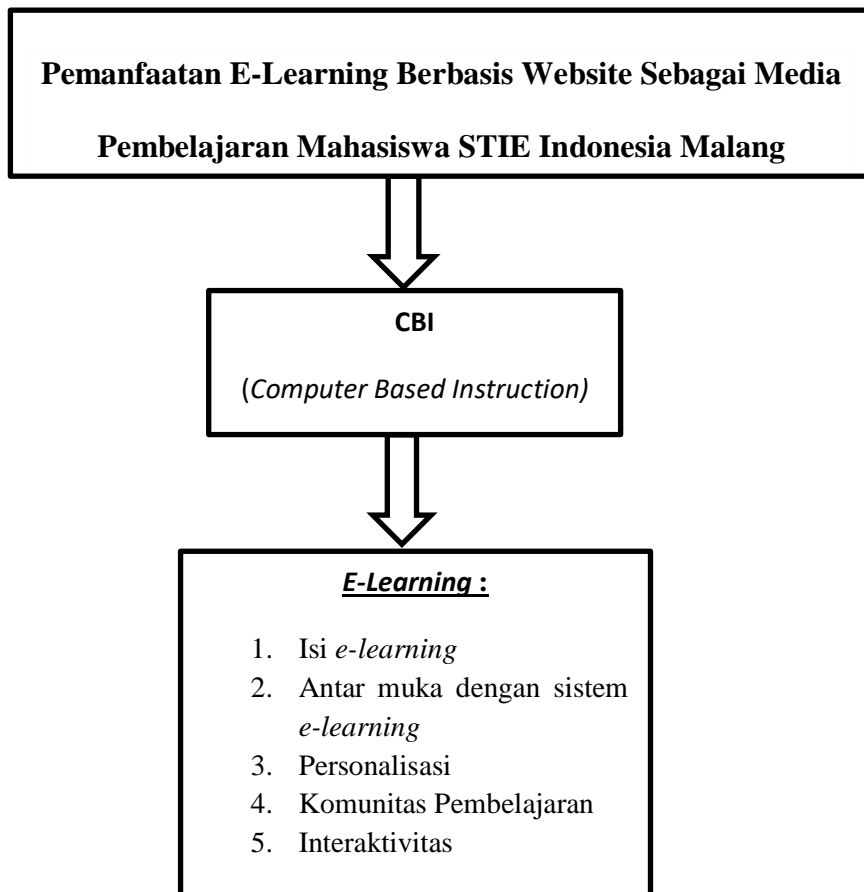 Pemanfaatan E-Learning Berbasis Website Sebagai Media
Pembelajaran Mahasiswa STIE Indonesia Malang
CBI
(Computer Based Instruction)
E-Learning :
1. Isi e-learning
2. Antar muka dengan sistem
e-learning
3. Personalisasi
4. Komunitas Pembelajaran
5. Interaktivitas